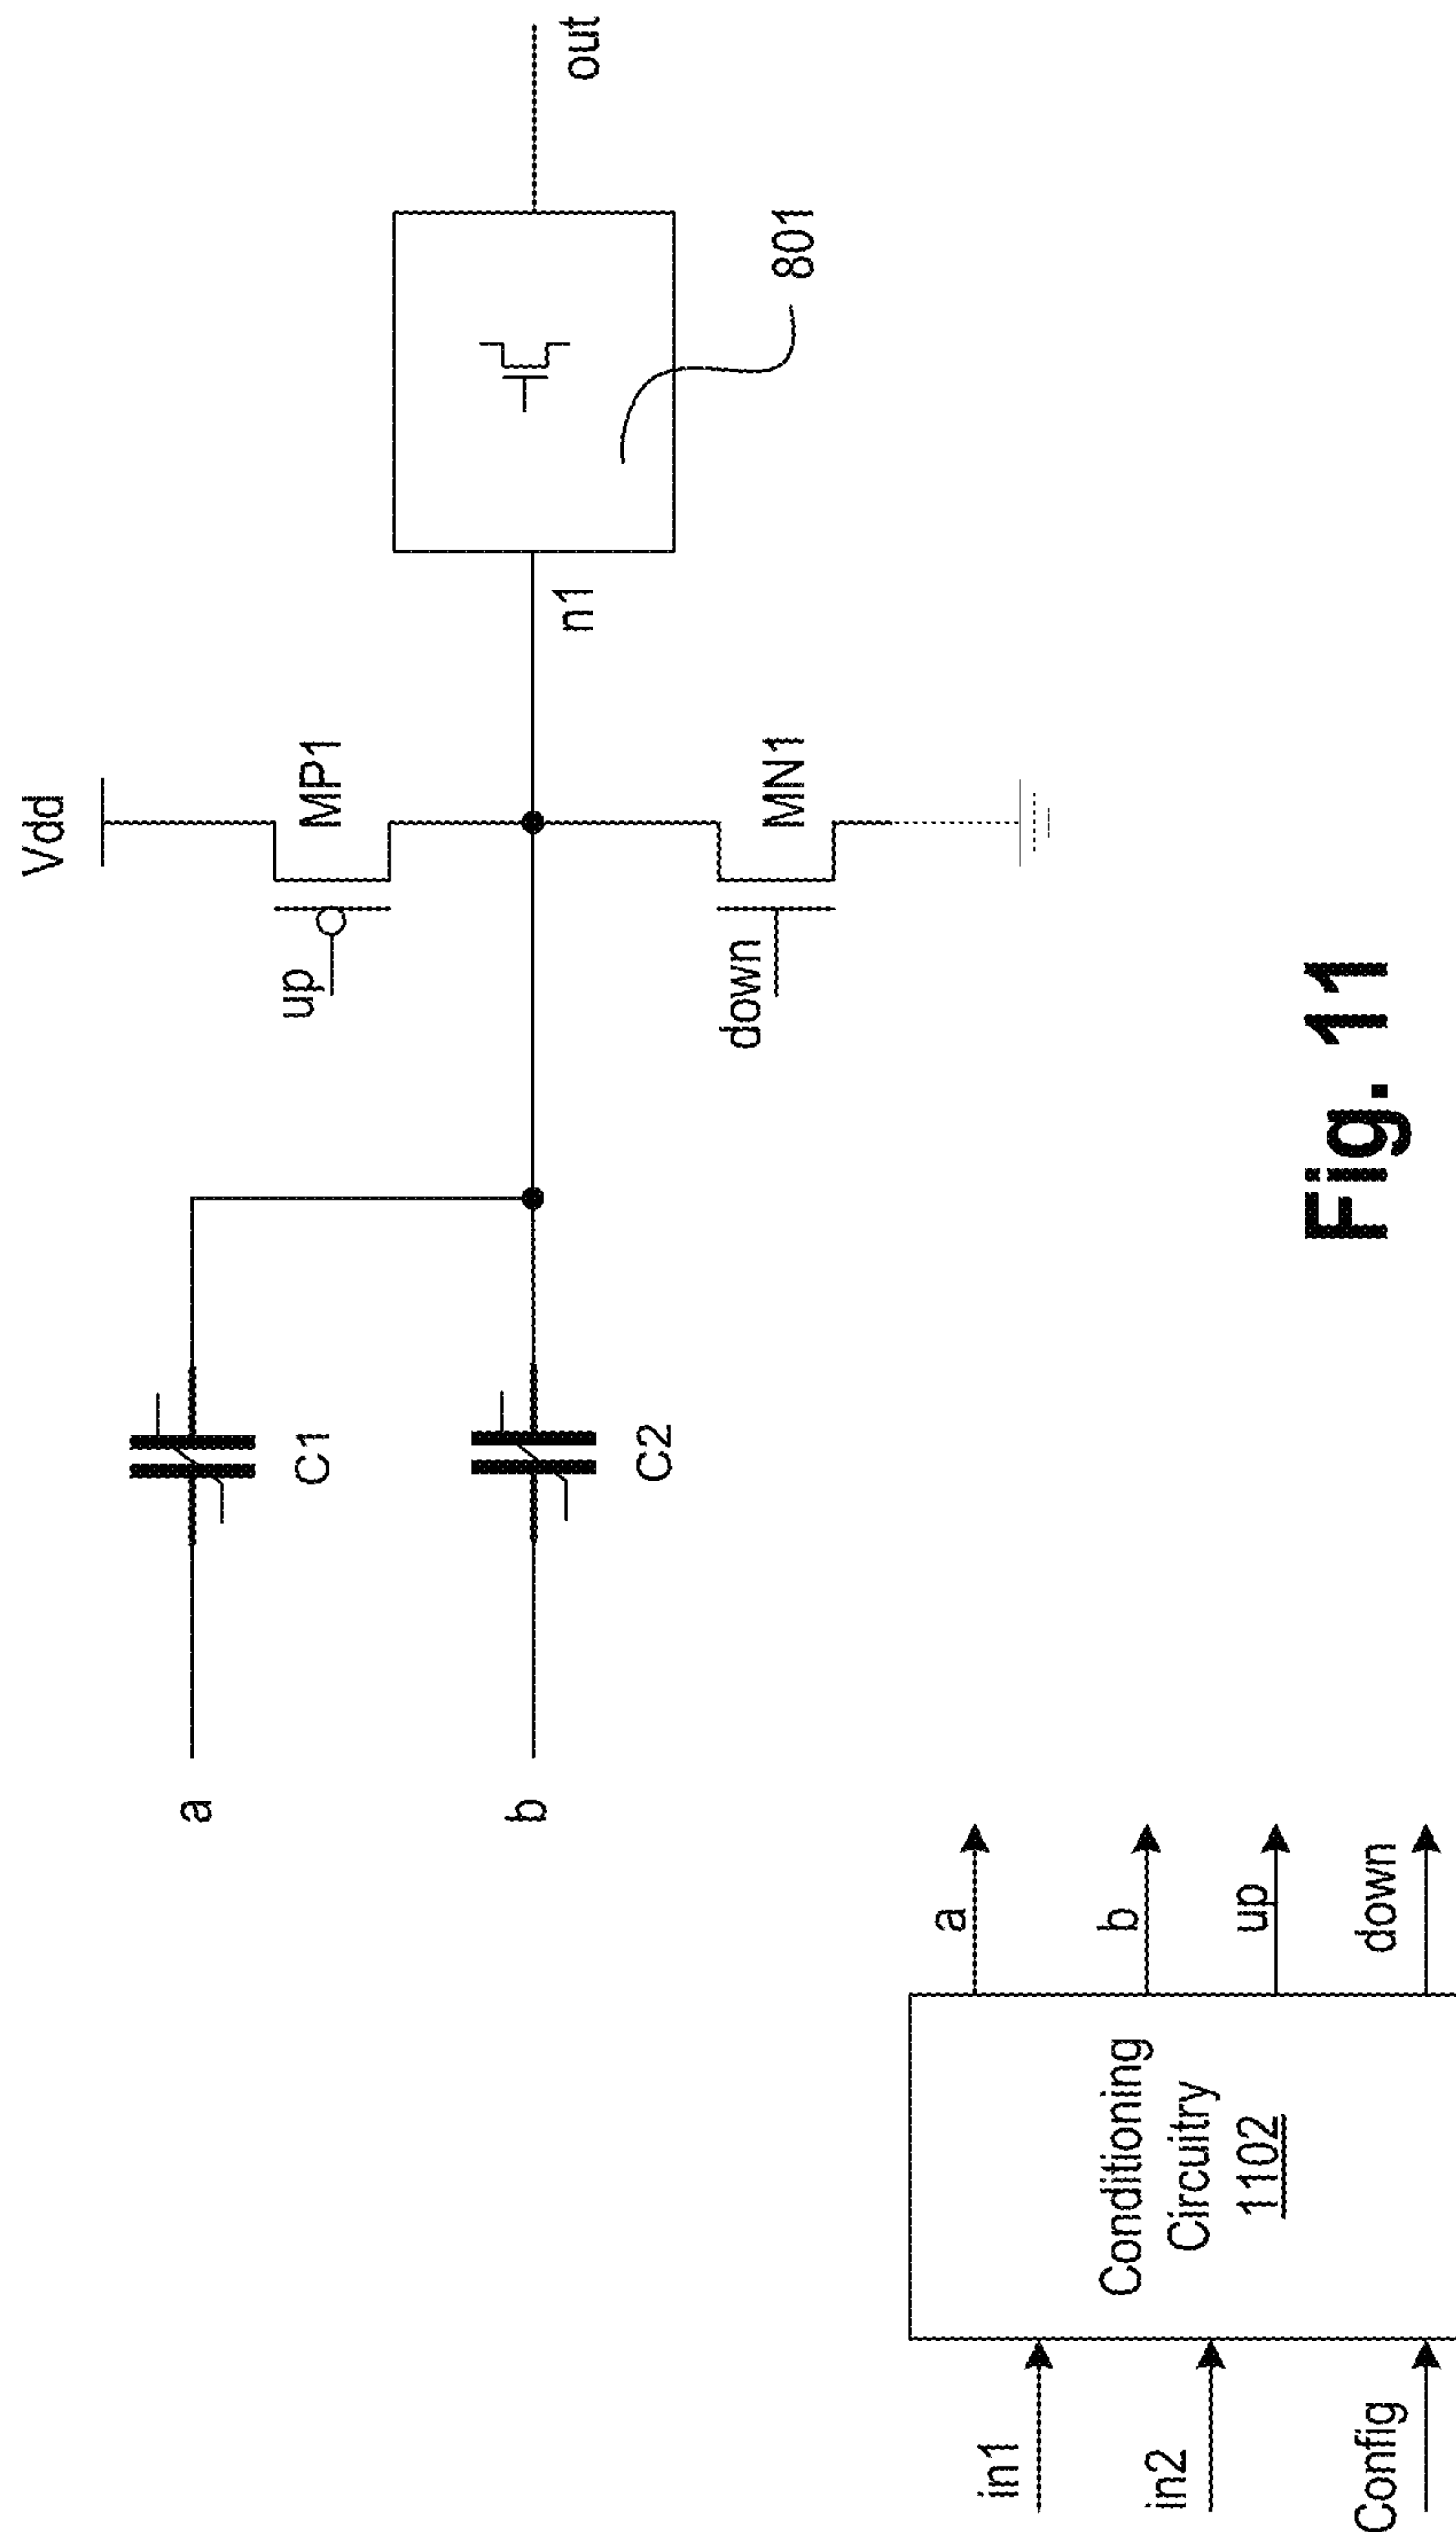 Vdd
up
MP1
a
C1
n1
out
b
C2
down
MN1
801
in1
in2
Config
Conditioning
Circuitry
1102
a
b
up
down
Fig. 11